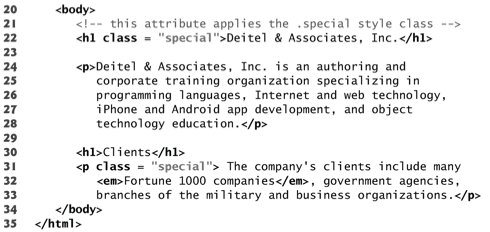 20 <body>
21 <!-- this attribute applies the .special style class -->
22 <h1 class = "special">Deitel & Associates, Inc.</h1>
23
24 <p>Deitel & Associates, Inc. is an authoring and
25 corporate training organization specializing in
26 programming languages, Internet and web technology,
27 iPhone and Android app development, and object
28 technology education.</p>
29
30 <h1>Clients</h1>
31 <p class = "special"> The company's clients include many
32 <em>Fortune 1000 companies</em>, government agencies,
33 branches of the military and business organizations.</p>
34 </body>
35 </html>